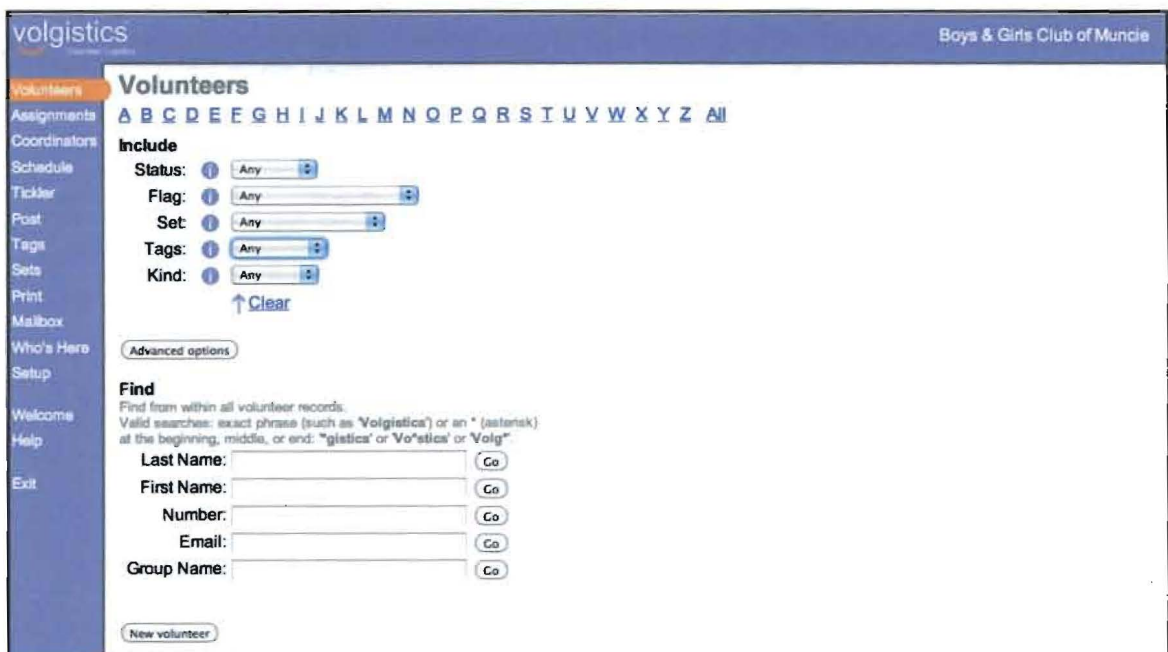 volgistics
Boys & Girls Club of Muncie
Volunteers
Assignments
Coordinators
Schedule
Tickler
Post
Tags
Sets
Print
Mailbox
Who's Here
Setup
Welcome
Help
Exit
Volunteers
A B C D E F G H I J K L M N O P Q R S T U V W X Y Z All
Include
Status: i Any
Flag: i Any
Set: i Any
Tags: i Any
Kind: i Any
↑ Clear
Advanced options
Find
Find from within all volunteer records.
Valid searches: exact phrase (such as 'Volgistics') or an * (asterisk)
at the beginning, middle, or end: '*gistics' or 'Vo*stics' or 'Volg*'.
Last Name: Go
First Name: Go
Number: Go
Email: Go
Group Name: Go
New volunteer